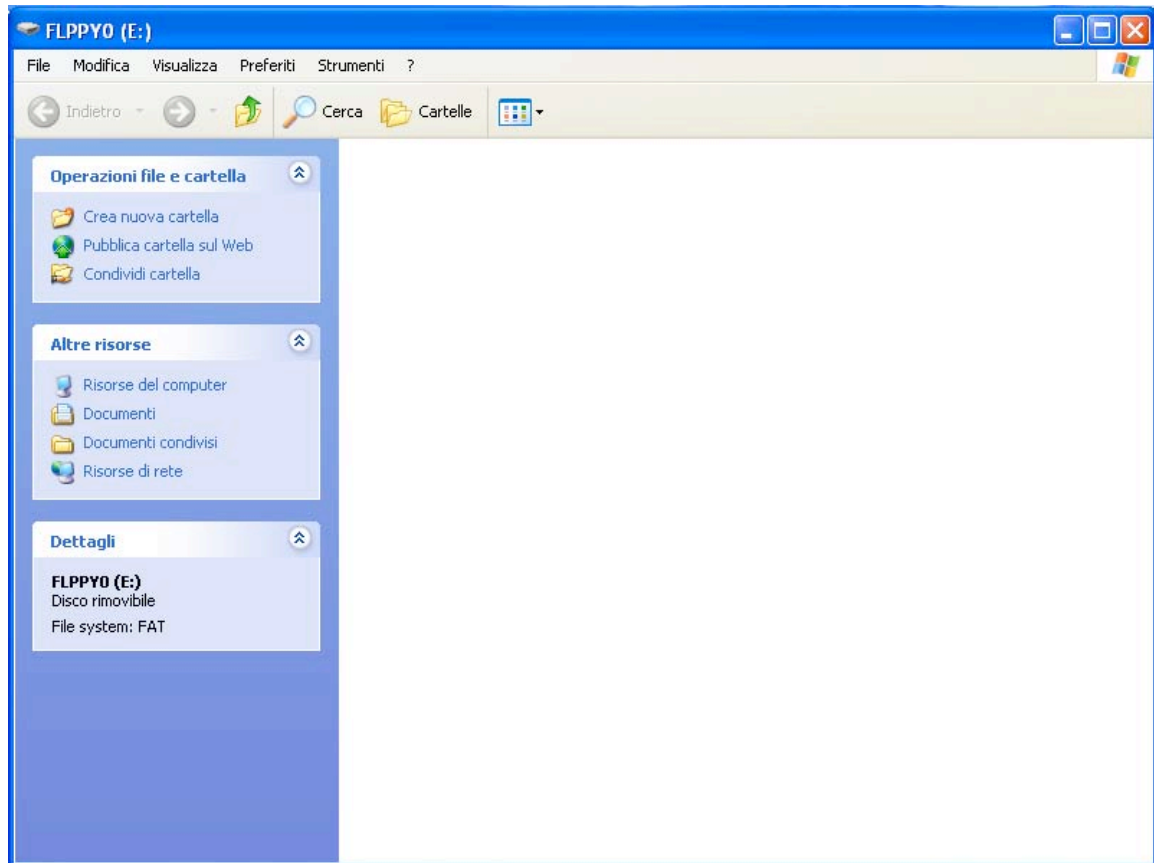 FLPPY0 (E:)
File Modifica Visualizza Preferiti Strumenti ?
Indietro Cerca Cartelle
Operazioni file e cartella
Crea nuova cartella
Pubblica cartella sul Web
Condividi cartella
Altre risorse
Risorse del computer
Documenti
Documenti condivisi
Risorse di rete
Dettagli
FLPPY0 (E:)
Disco rimovibile
File system: FAT